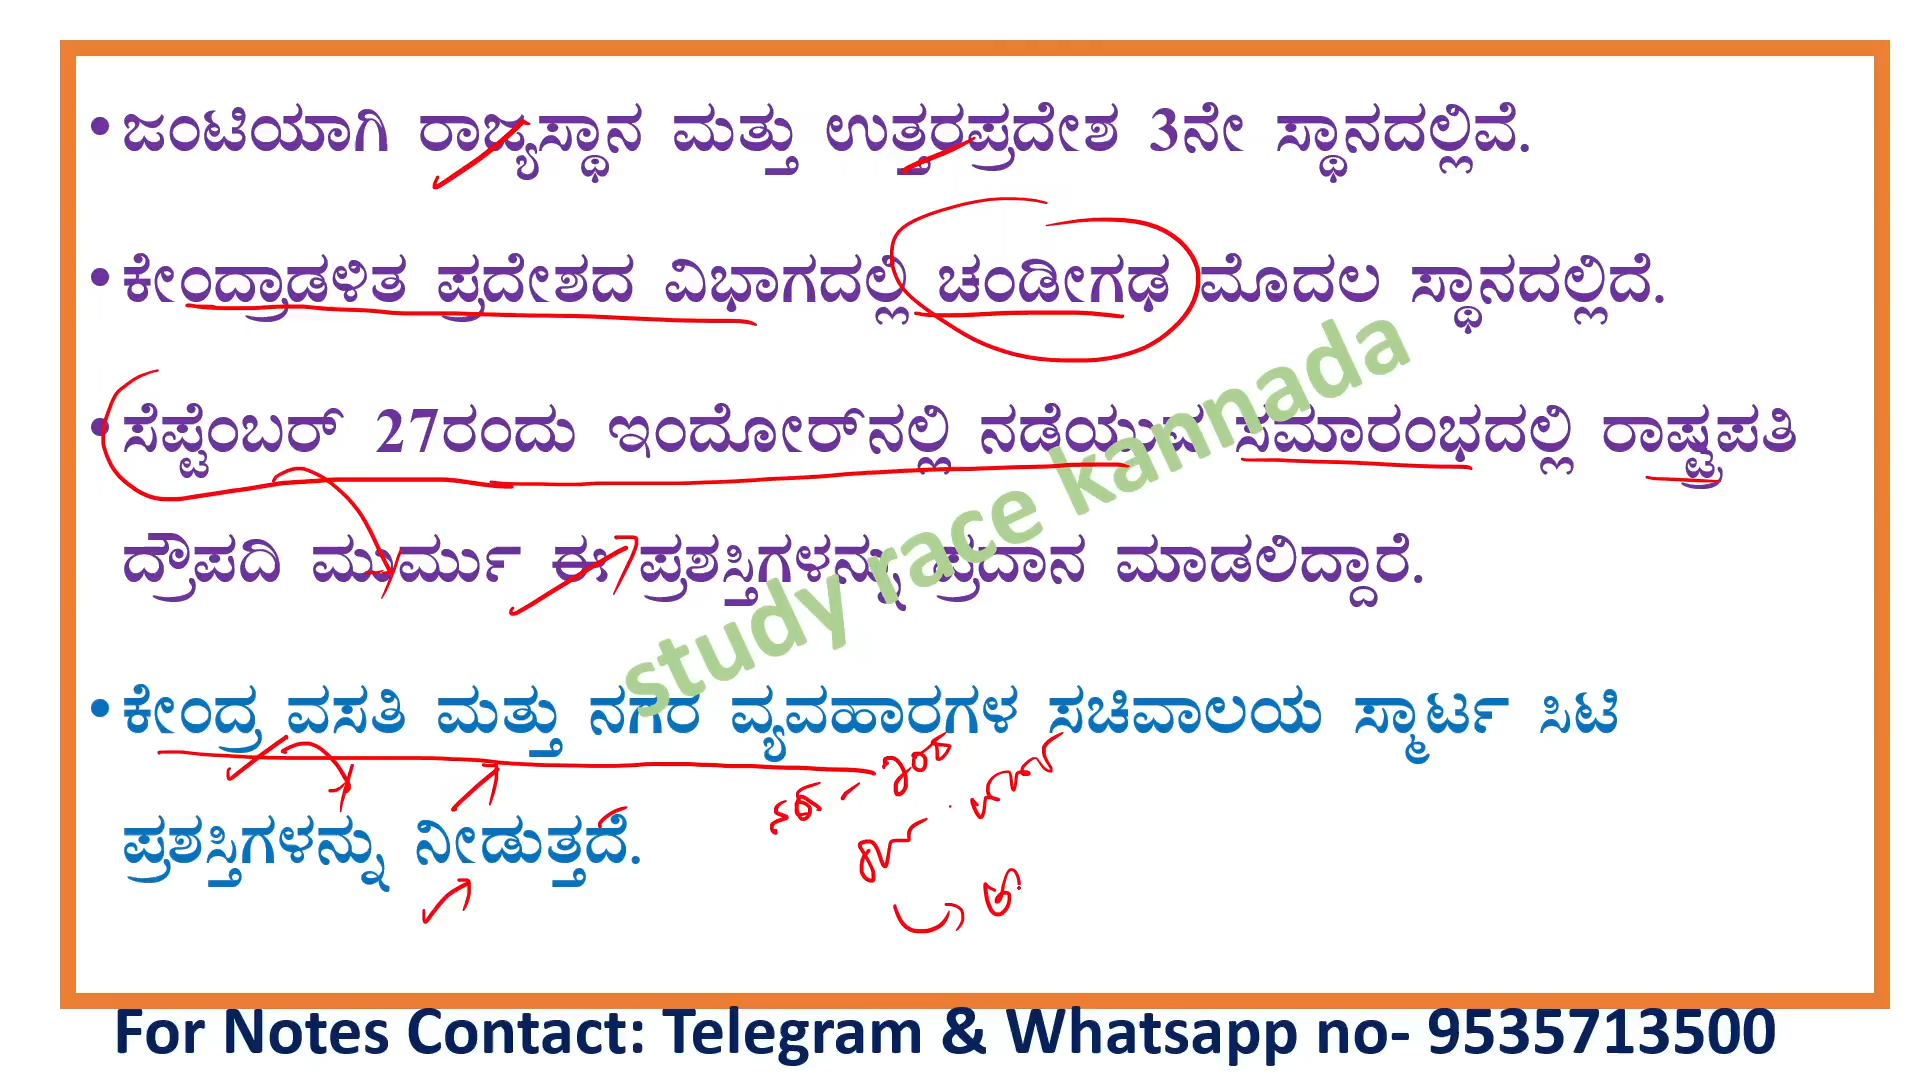 • ಜಂಟಿಯಾಗಿ ರಾಜ್ಯಸ್ಥಾನ ಮತ್ತು ಉತ್ತರಪ್ರದೇಶ 3ನೇ ಸ್ಥಾನದಲ್ಲಿವೆ.
• ಕೇಂದ್ರಾಡಳಿತ ಪ್ರದೇಶದ ವಿಭಾಗದಲ್ಲಿ ಚಂಡೀಗಢ ಮೊದಲ ಸ್ಥಾನದಲ್ಲಿದೆ.
• ಸೆಪ್ಟೆಂಬರ್ 27ರಂದು ಇಂದೋರ್‌ನಲ್ಲಿ ನಡೆಯುವ ಸಮಾರಂಭದಲ್ಲಿ ರಾಷ್ಟ್ರಪತಿ
ದ್ರೌಪದಿ ಮುರ್ಮು ಈ ಪ್ರಶಸ್ತಿಗಳನ್ನು ಪ್ರದಾನ ಮಾಡಲಿದ್ದಾರೆ.
study race kannada
• ಕೇಂದ್ರ ವಸತಿ ಮತ್ತು ನಗರ ವ್ಯವಹಾರಗಳ ಸಚಿವಾಲಯ ಸ್ಮಾರ್ಟ್ ಸಿಟಿ
ಪ್ರಶಸ್ತಿಗಳನ್ನು ನೀಡುತ್ತದೆ.
For Notes Contact: Telegram & Whatsapp no- 9535713500